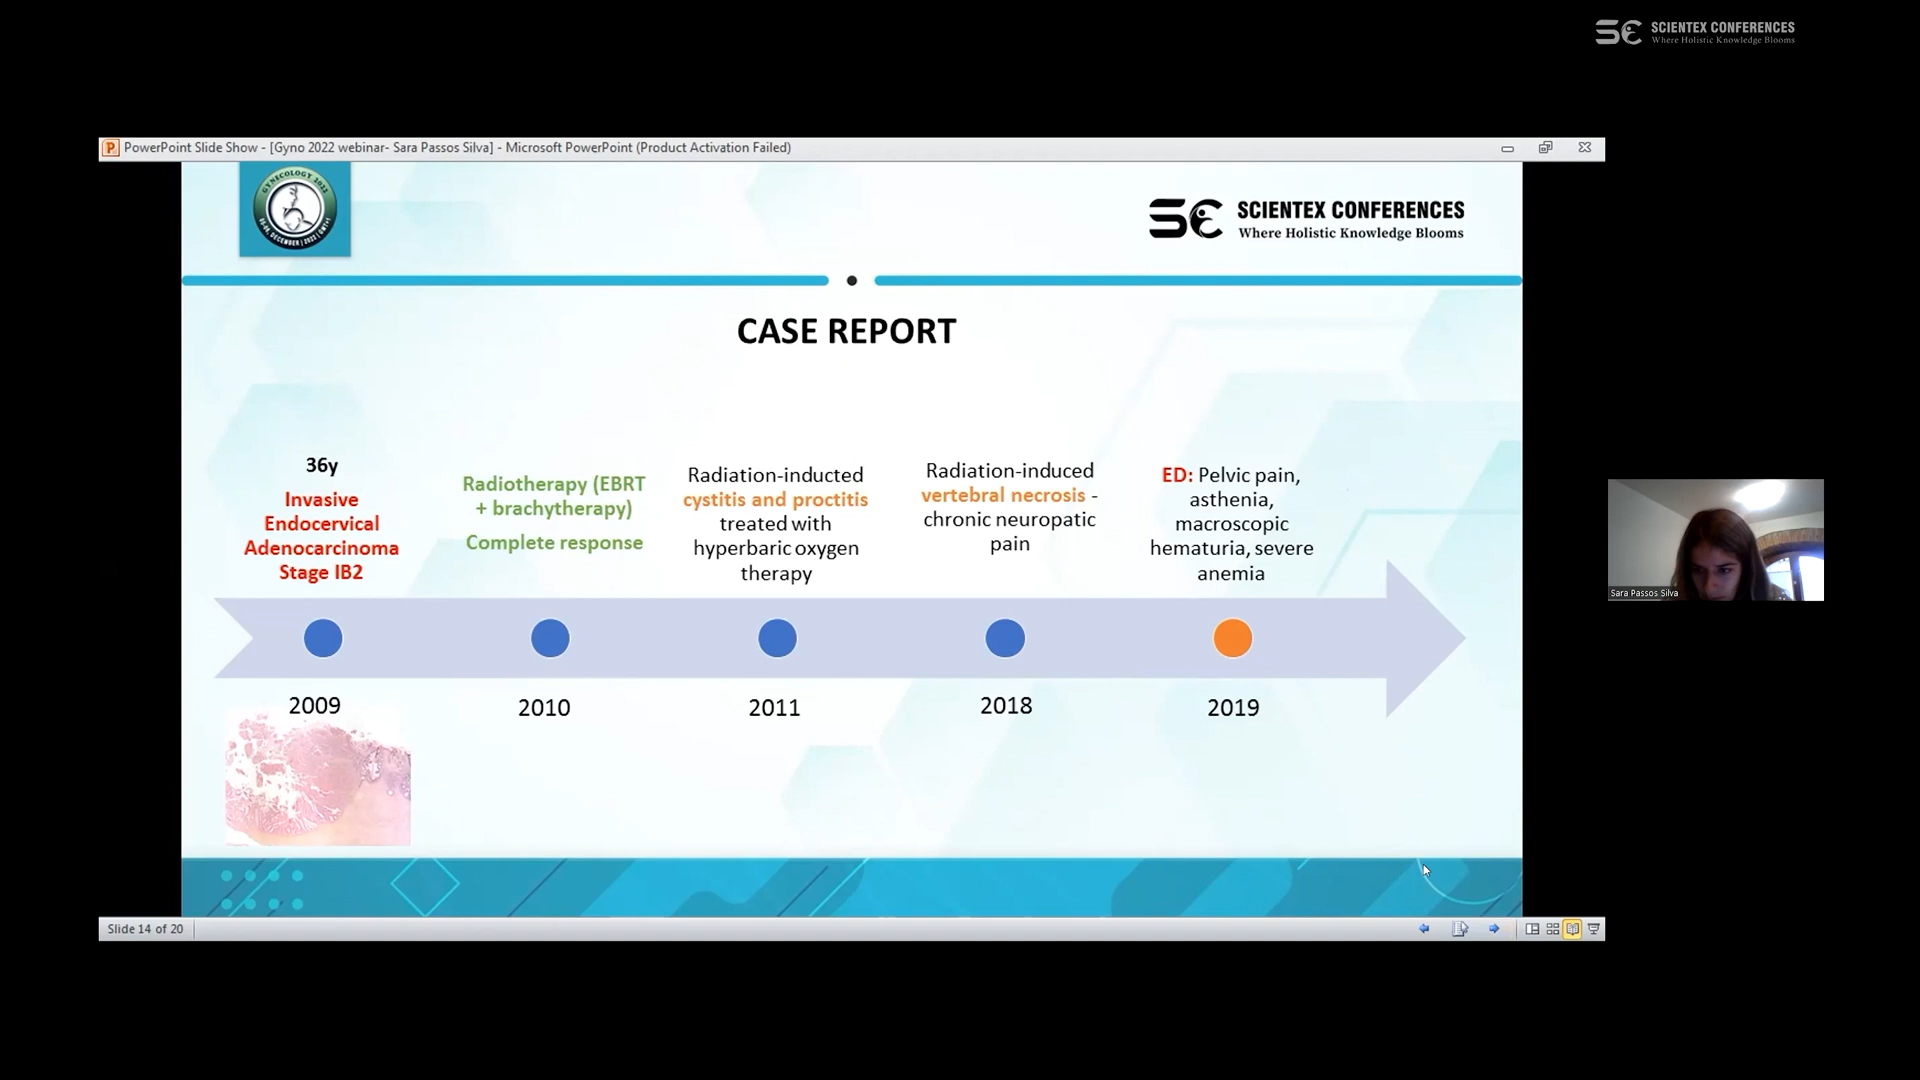 SCIENTEX CONFERENCES
Where Holistic Knowledge Blooms
PowerPoint Slide Show - [Gyno 2022 webinar- Sara Passos Silva] - Microsoft PowerPoint (Product Activation Failed)
GYNECOLOGY 2022
SCIENTEX CONFERENCES
Where Holistic Knowledge Blooms
CASE REPORT
36y
Invasive
Endocervical
Adenocarcinoma
Stage IB2
Radiotherapy (EBRT
+ brachytherapy)
Complete response
Radiation-inducted
cystitis and proctitis
treated with
hyperbaric oxygen
therapy
Radiation-induced
vertebral necrosis -
chronic neuropatic
pain
ED: Pelvic pain,
asthenia,
macroscopic
hematuria, severe
anemia
2009
2010
2011
2018
2019
Sara Passos Silva
Slide 14 of 20